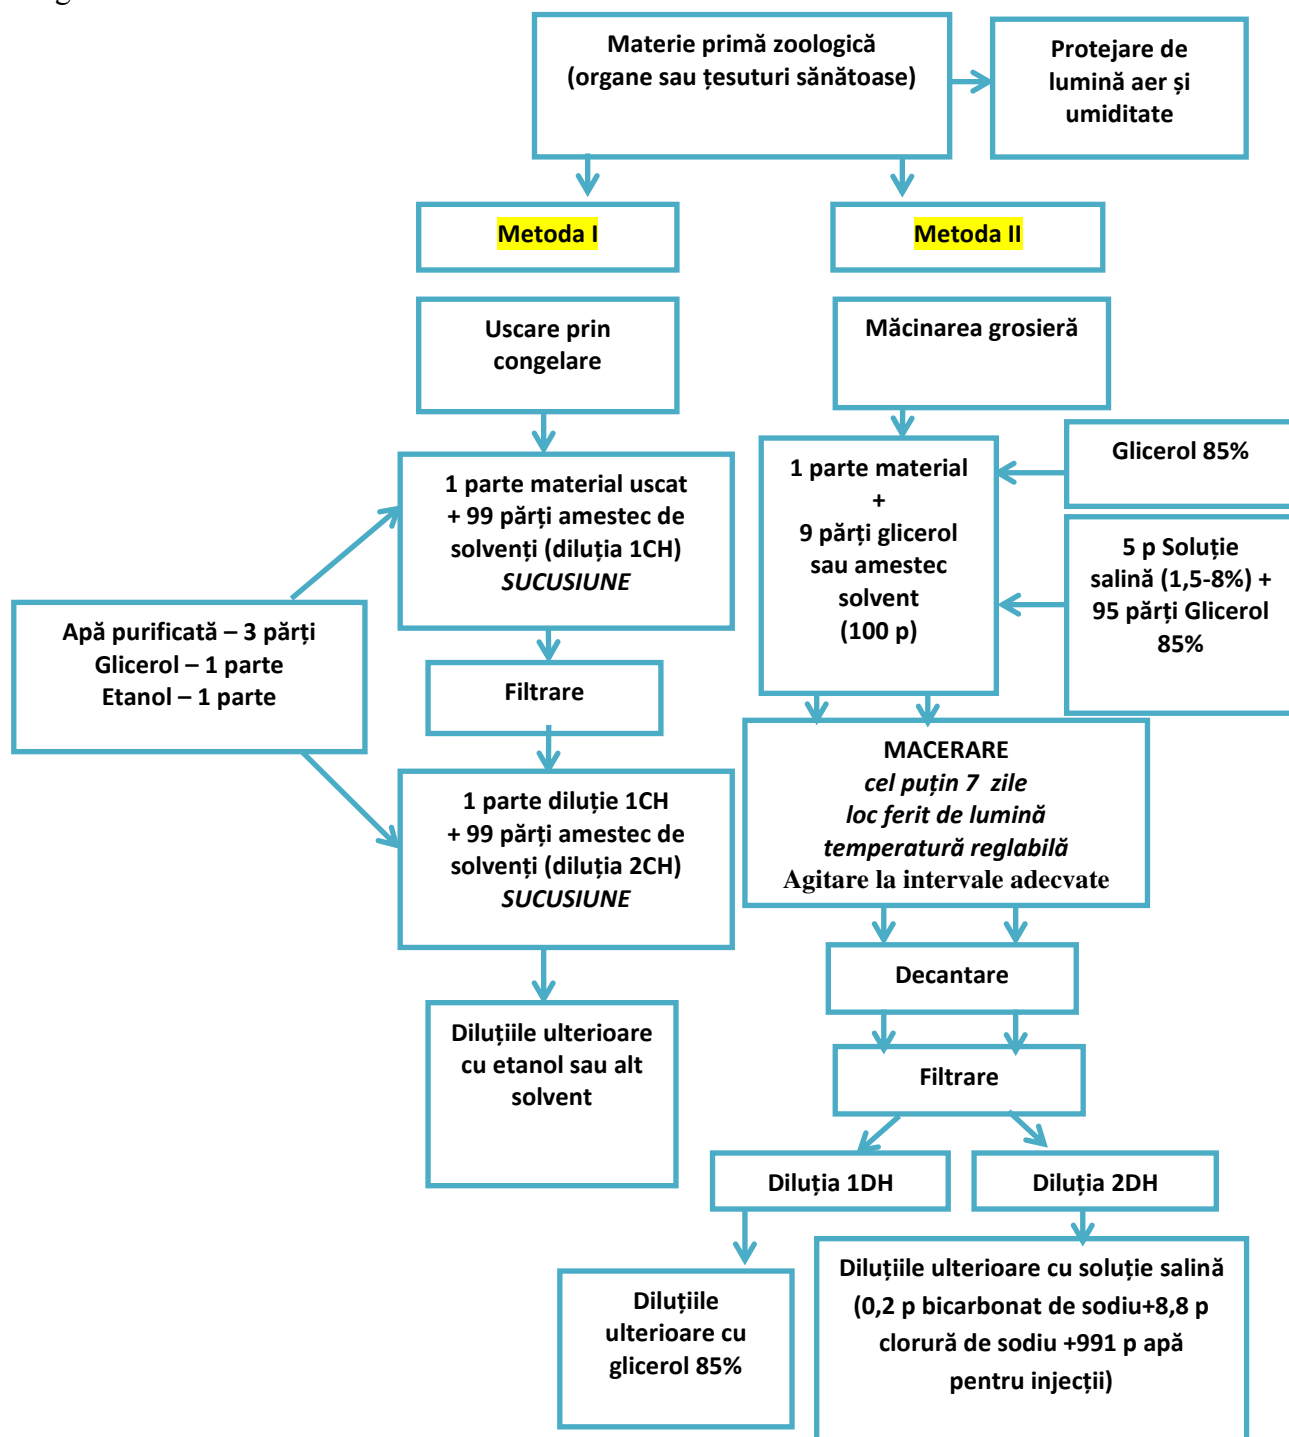 Materie primă zoologică
(organe sau țesuturi sănătoase)
Protejare de
lumină aer și
umiditate
Metoda I
Metoda II
Uscare prin
congelare
Măcinarea grosieră
1 parte material uscat
+ 99 părți amestec de
solvenți (diluția 1CH)
SUCUSIUNE
1 parte material
+
9 părți glicerol
sau amestec
solvent
(100 p)
Glicerol 85%
5 p Soluție
salină (1,5-8%) +
95 părți Glicerol
85%
Apă purificată – 3 părți
Glicerol – 1 parte
Etanol – 1 parte
Filtrare
MACERARE
cel puțin 7 zile
loc ferit de lumină
temperatură reglabilă
Agitare la intervale adecvate
1 parte diluție 1CH
+ 99 părți amestec de
solvenți (diluția 2CH)
SUCUSIUNE
Decantare
Diluțiile ulterioare
cu etanol sau alt
solvent
Filtrare
Diluția 1DH
Diluția 2DH
Diluțiile
ulterioare cu
glicerol 85%
Diluțiile ulterioare cu soluție salină
(0,2 p bicarbonat de sodiu+8,8 p
clorură de sodiu +991 p apă
pentru injecții)